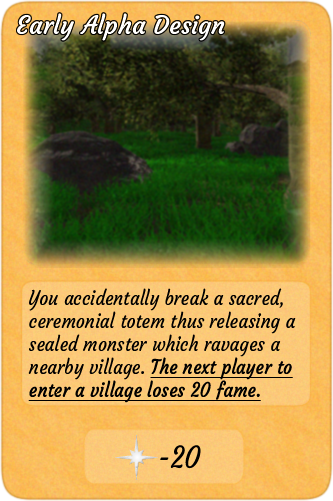 Early Alpha Design
You accidentally break a sacred,
ceremonial totem thus releasing a
sealed monster which ravages a
nearby village. The next player to
enter a village loses 20 fame.
-20